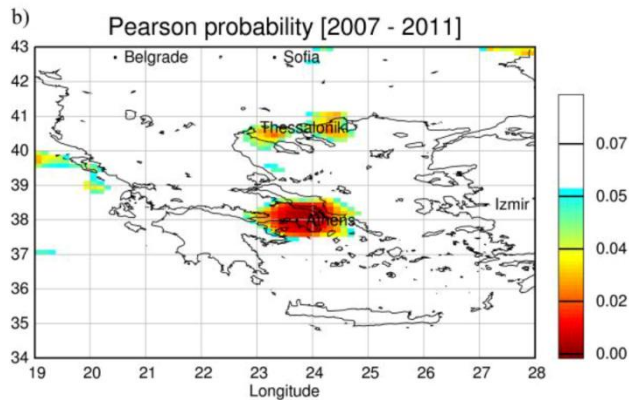 b)
Pearson probability [2007 - 2011]
43
Belgrade
Sofia
42
41
Thessaloniki
40
39
38
Athens
Izmir
37
36
35
34
19 20 21 22 23 24 25 26 27 28
Longitude
0.07
0.05
0.04
0.02
0.00